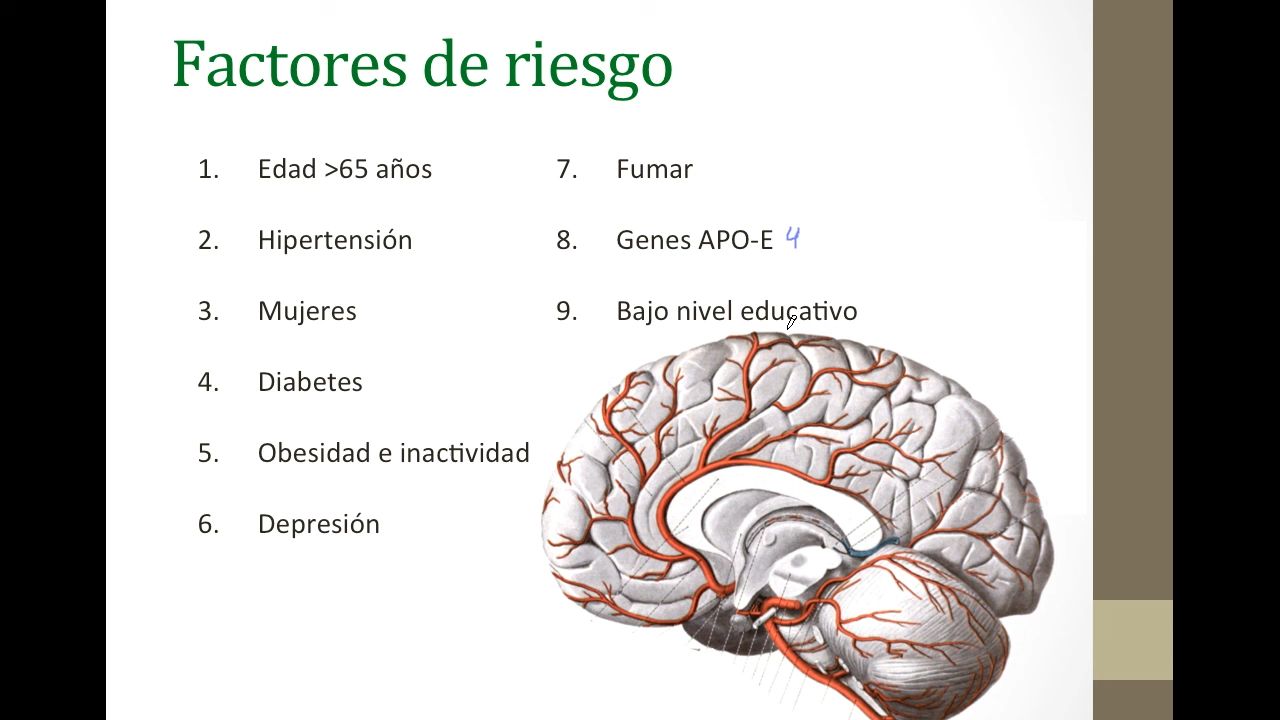 Factores de riesgo
1. Edad >65 años
2. Hipertensión
3. Mujeres
4. Diabetes
5. Obesidad e inactividad
6. Depresión
7. Fumar
8. Genes APO-E 4
9. Bajo nivel educativo